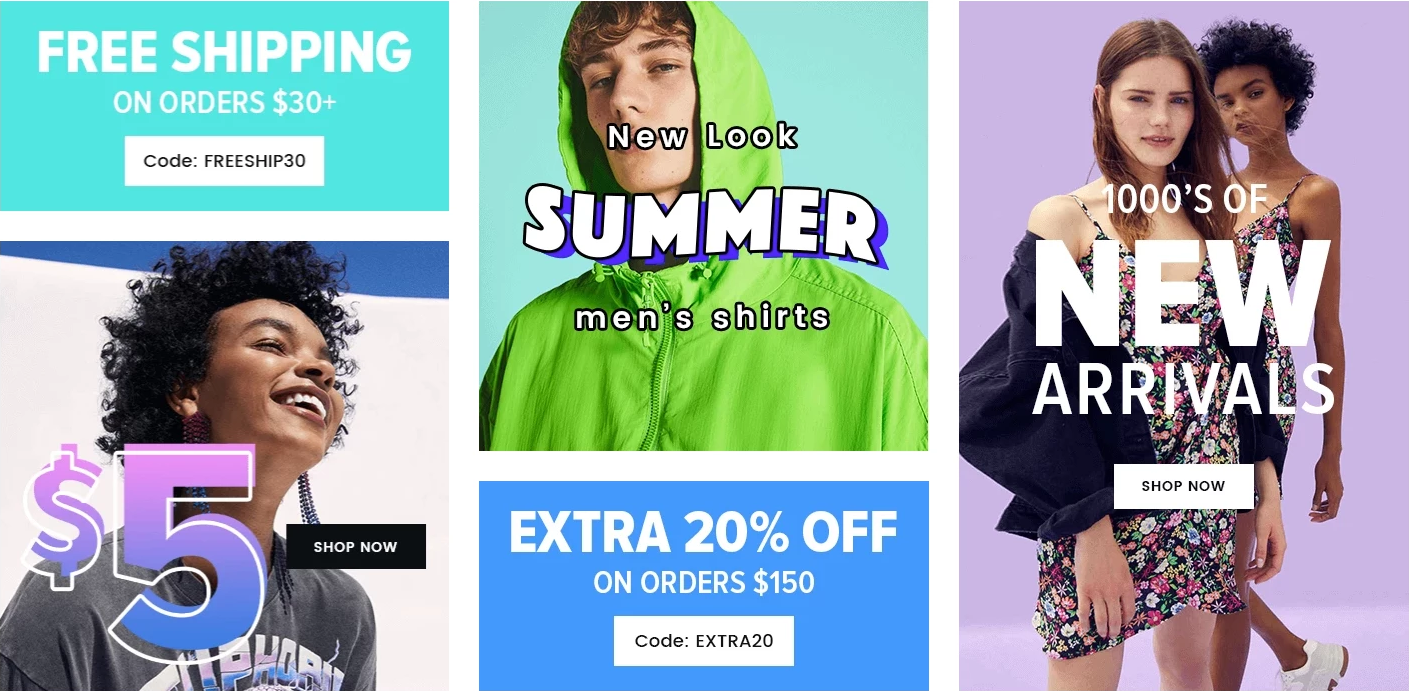 FREE SHIPPING
ON ORDERS $30+
Code: FREESHIP30
$5
SHOP NOW
New Look
SUMMER
men's shirts
EXTRA 20% OFF
ON ORDERS $150
Code: EXTRA20
1000'S OF
NEW
ARRIVALS
SHOP NOW